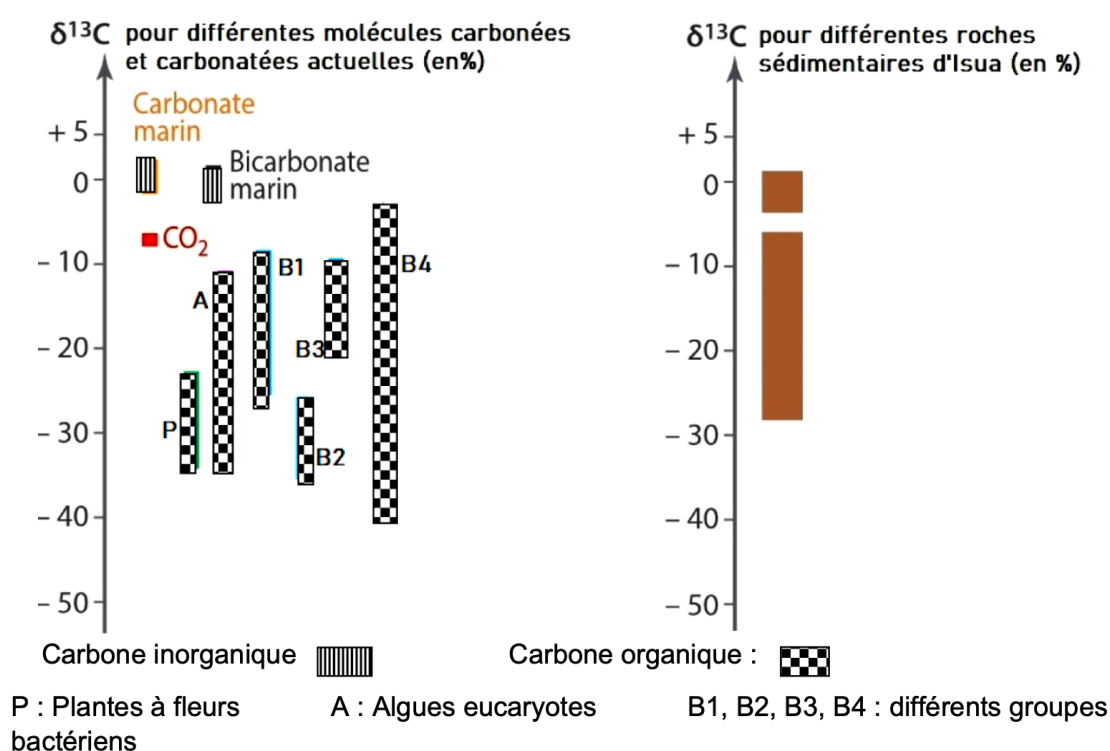 δ¹³C pour différentes molécules carbonées
et carbonatées actuelles (en%)
Carbonate
marin
+ 5
0
– 10
– 20
– 30
– 40
– 50
Bicarbonate
marin
CO₂
A
B1
B3
B4
P
B2
δ¹³C pour différentes roches
sédimentaires d'Isua (en %)
+ 5
0
– 10
– 20
– 30
– 40
– 50
Carbone inorganique
Carbone organique :
P : Plantes à fleurs
A : Algues eucaryotes
B1, B2, B3, B4 : différents groupes
bactériens